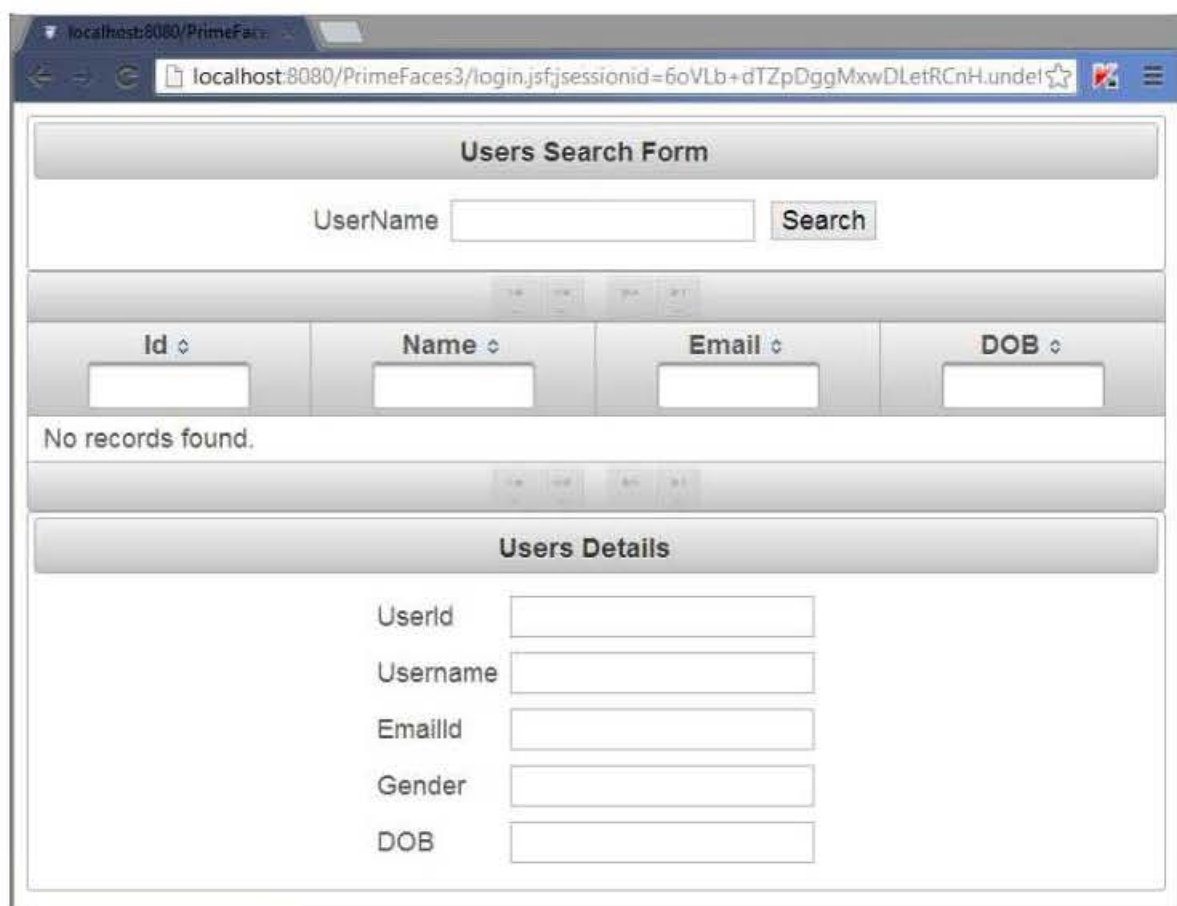 localhost:8080/PrimeFace
localhost:8080/PrimeFaces3/login.jsf;jsessionid=6oVLb+dTZpDggMxwDLetRCnH.undef
Users Search Form
UserName Search
Id Name Email DOB
No records found.
Users Details
UserId
Username
EmailId
Gender
DOB